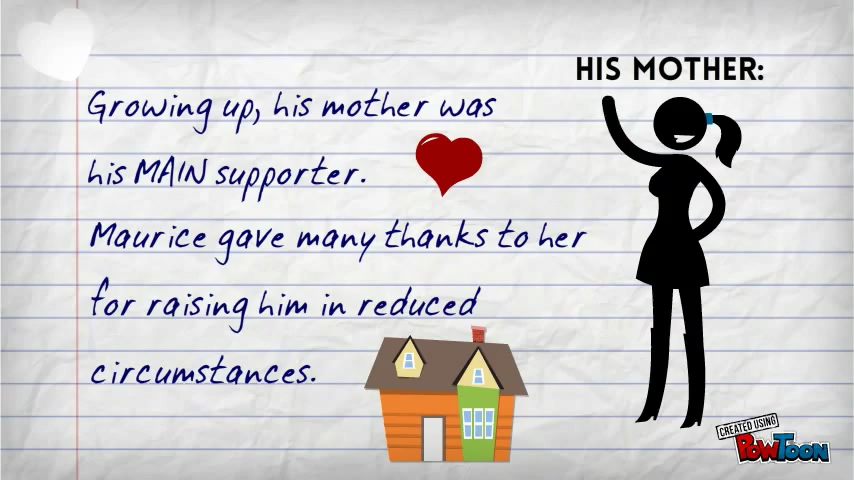 HIS MOTHER:
Growing up, his mother was
his MAIN supporter.
Maurice gave many thanks to her
for raising him in reduced
circumstances.
CREATED USING
POWTOON